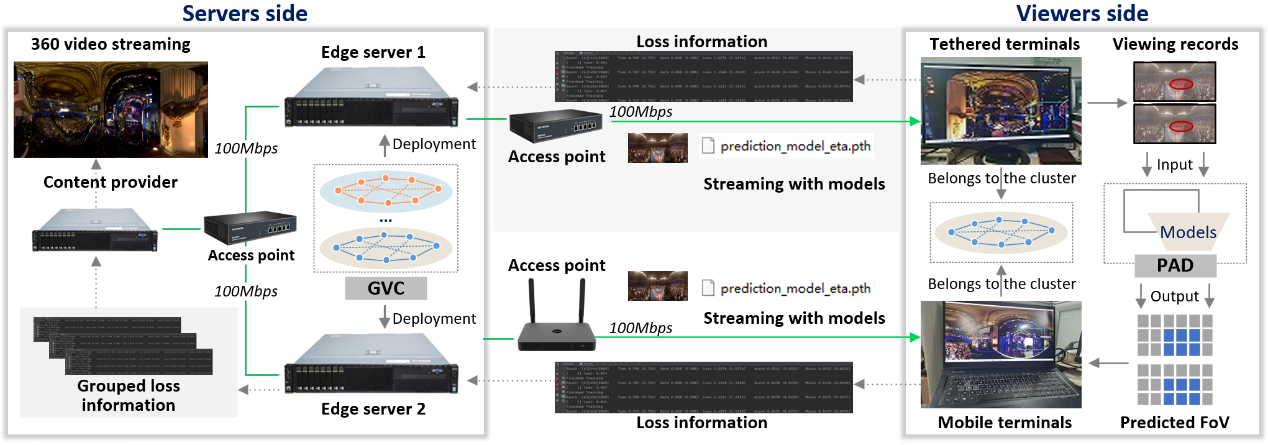 Servers side
Viewers side
360 video streaming
Edge server 1
Loss information
Tethered terminals
Viewing records
100Mbps
100Mbps
Deployment
Access point
prediction_model_eta.pth
Content provider
Streaming with models
Belongs to the cluster
Input
...
Access point
Access point
Models
PAD
100Mbps
GVC
prediction_model_eta.pth
Belongs to the cluster
Output
Deployment
100Mbps
Streaming with models
Grouped loss
information
Edge server 2
Loss information
Mobile terminals
Predicted FoV